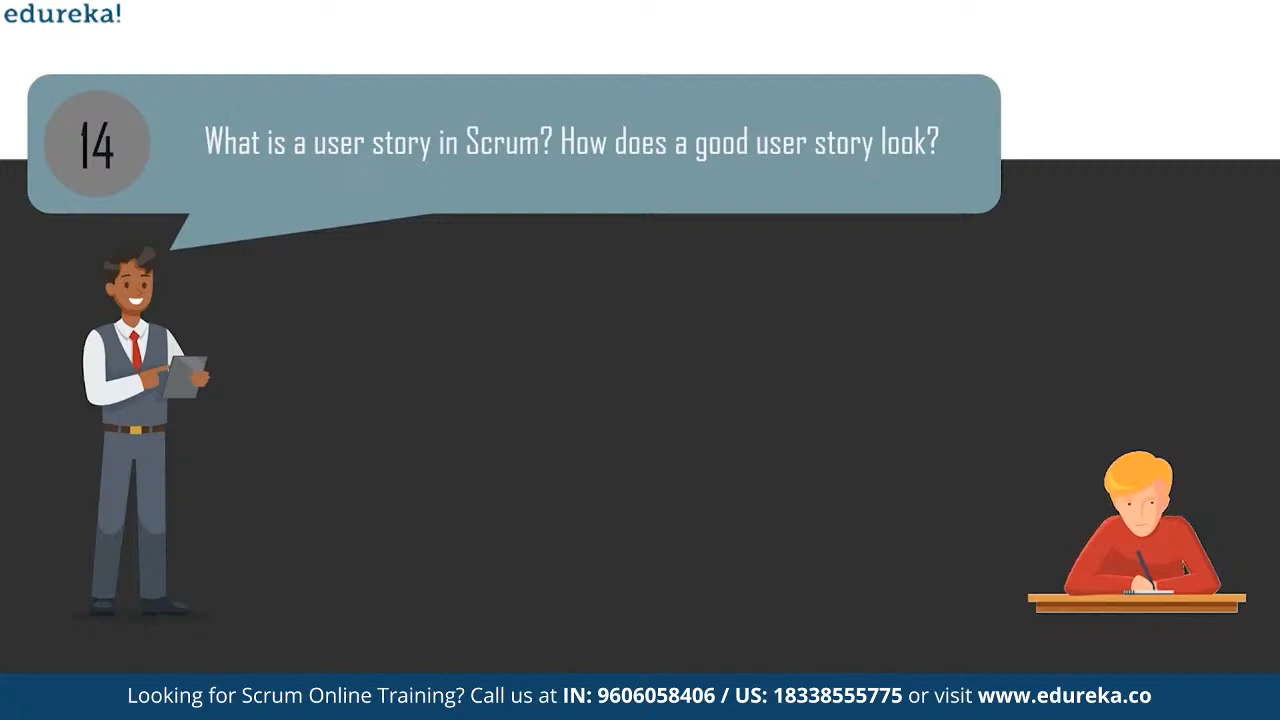 edureka!
14
What is a user story in Scrum? How does a good user story look?
Looking for Scrum Online Training? Call us at IN: 9606058406 / US: 18338555775 or visit www.edureka.co